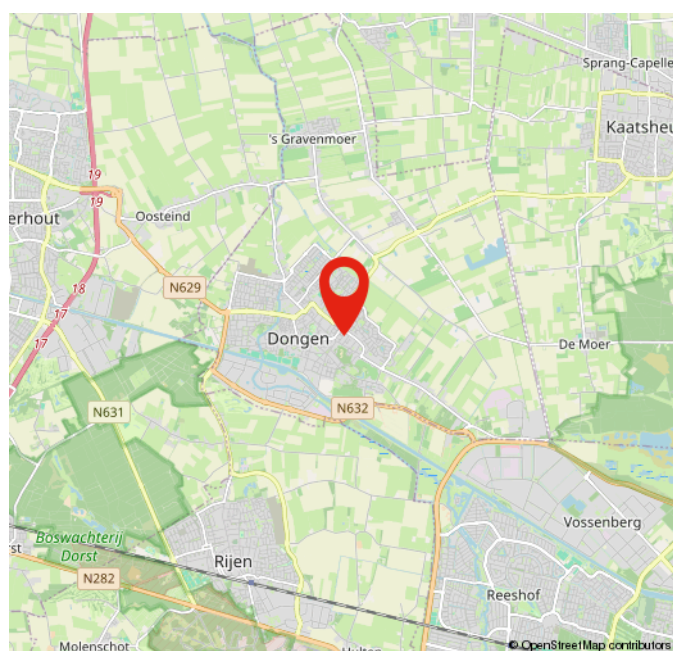 Sprang-Capelle
Kaatsheu
's Gravenmoer
19
19
erhout
Oosteind
18
N629
17
17
Dongen
De Moer
N631
N632
Vossenberg
Boswachterij
Dorst
rst
Rijen
N282
Reeshof
Molenschot
Hulten
© OpenStreetMap contributors